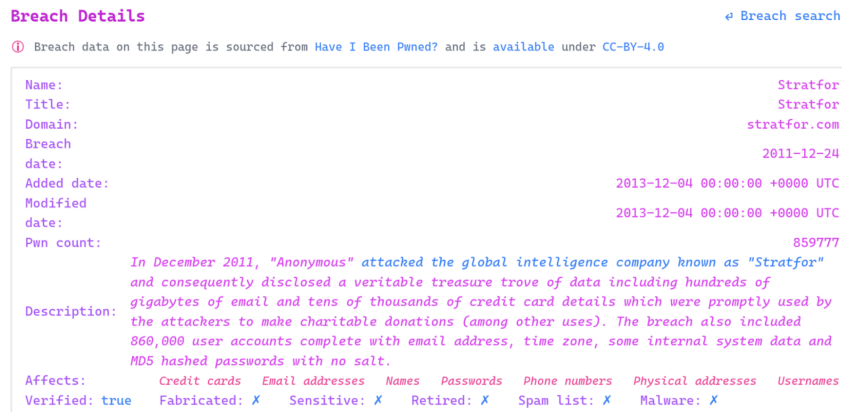 Breach Details ↵ Breach search
ⓘ Breach data on this page is sourced from Have I Been Pwned? and is available under CC-BY-4.0
Name: Stratfor
Title: Stratfor
Domain: stratfor.com
Breach date: 2011-12-24
Added date: 2013-12-04 00:00:00 +0000 UTC
Modified date: 2013-12-04 00:00:00 +0000 UTC
Pwn count: 859777
Description: In December 2011, "Anonymous" attacked the global intelligence company known as "Stratfor"
and consequently disclosed a veritable treasure trove of data including hundreds of
gigabytes of email and tens of thousands of credit card details which were promptly used by
the attackers to make charitable donations (among other uses). The breach also included
860,000 user accounts complete with email address, time zone, some internal system data and
MD5 hashed passwords with no salt.
Affects: Credit cards Email addresses Names Passwords Phone numbers Physical addresses Usernames
Verified: true Fabricated: ✗ Sensitive: ✗ Retired: ✗ Spam list: ✗ Malware: ✗